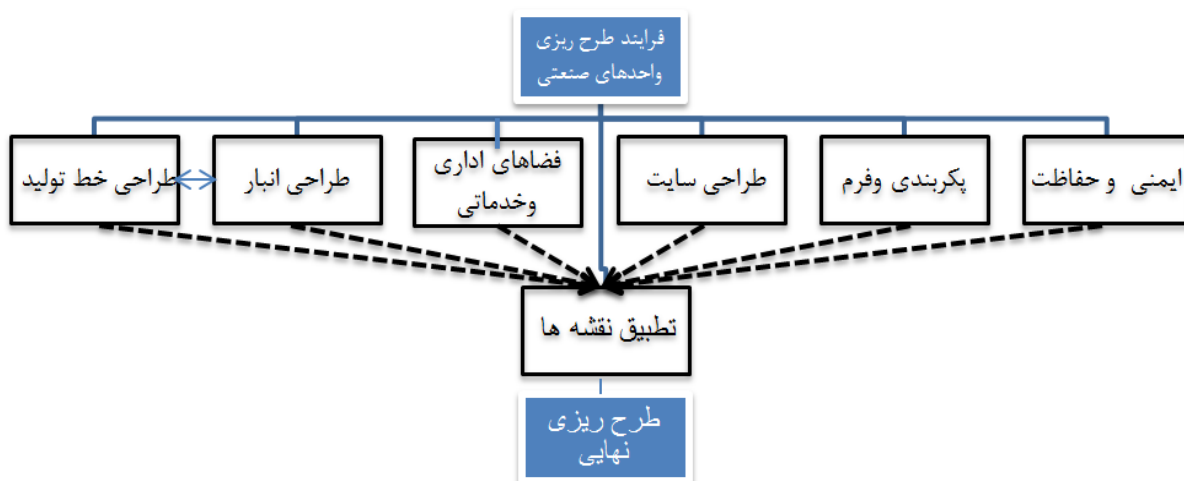 فرایند طرح ریزی
واحدهای صنعتی
ایمنی و حفاظت
پکربندی وفرم
طراحی سایت
فضاهای اداری
وخدماتی
طراحی انبار
طراحی خط تولید
تطبیق نقشه ها
طرح ریزی
نهایی